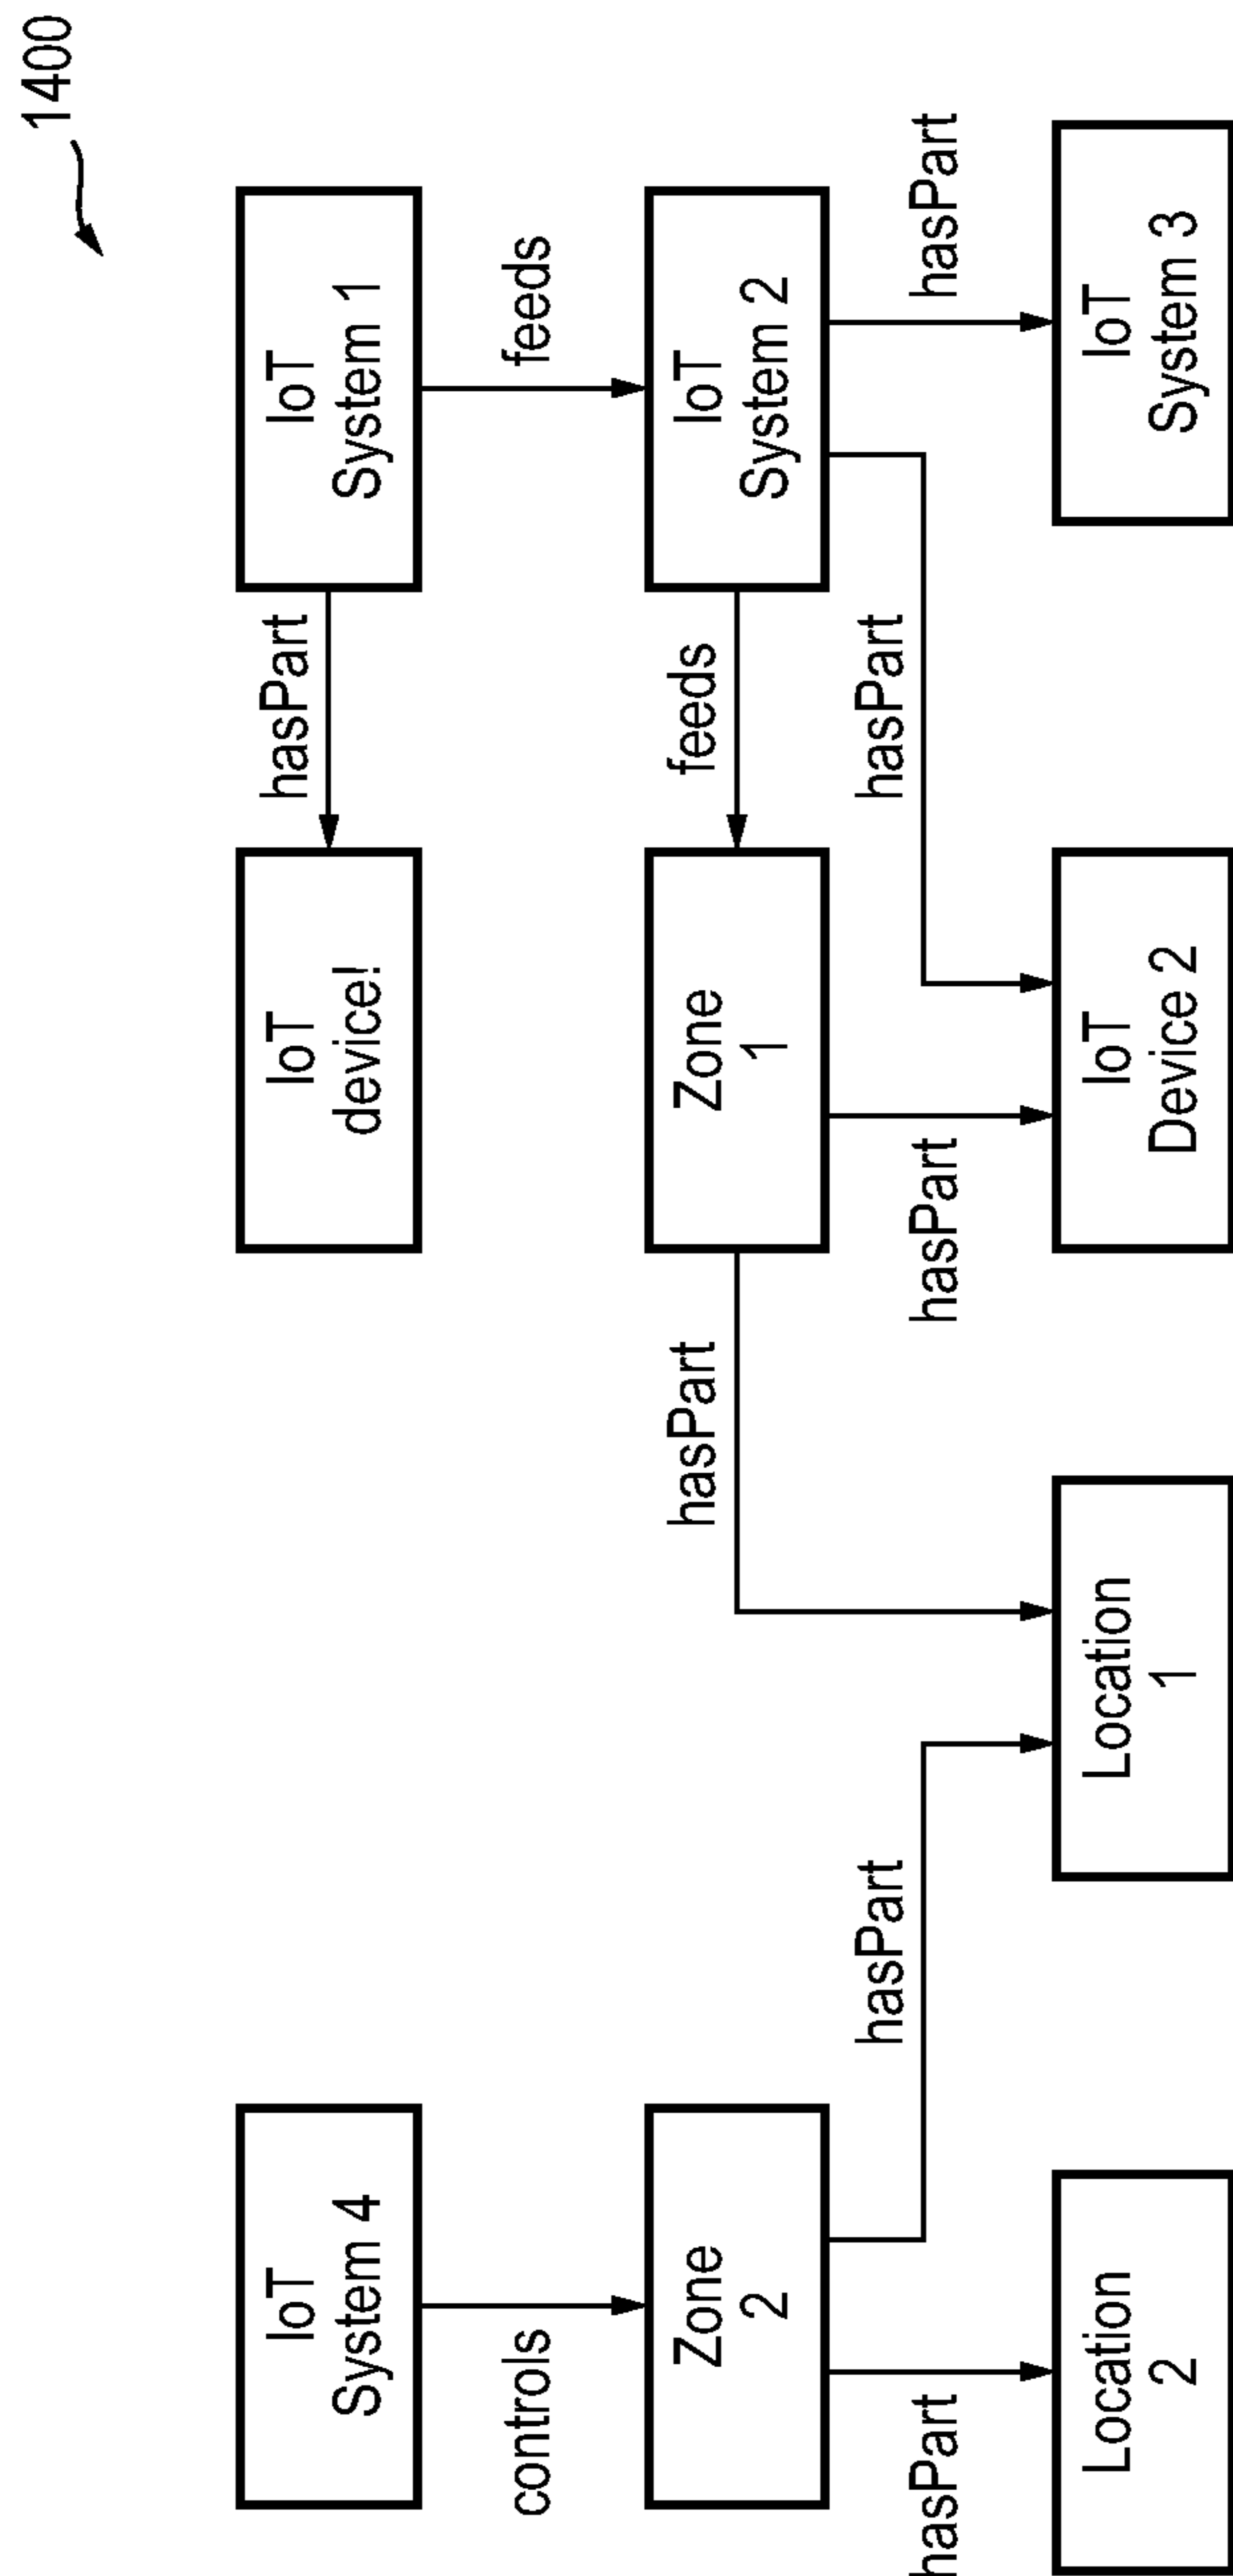 1400
IoT
System 4
IoT
device!
hasPart
IoT
System 1
controls
feeds
Zone
2
hasPart
Zone
1
feeds
IoT
System 2
hasPart
hasPart
hasPart
hasPart
hasPart
Location
2
Location
1
IoT
Device 2
IoT
System 3